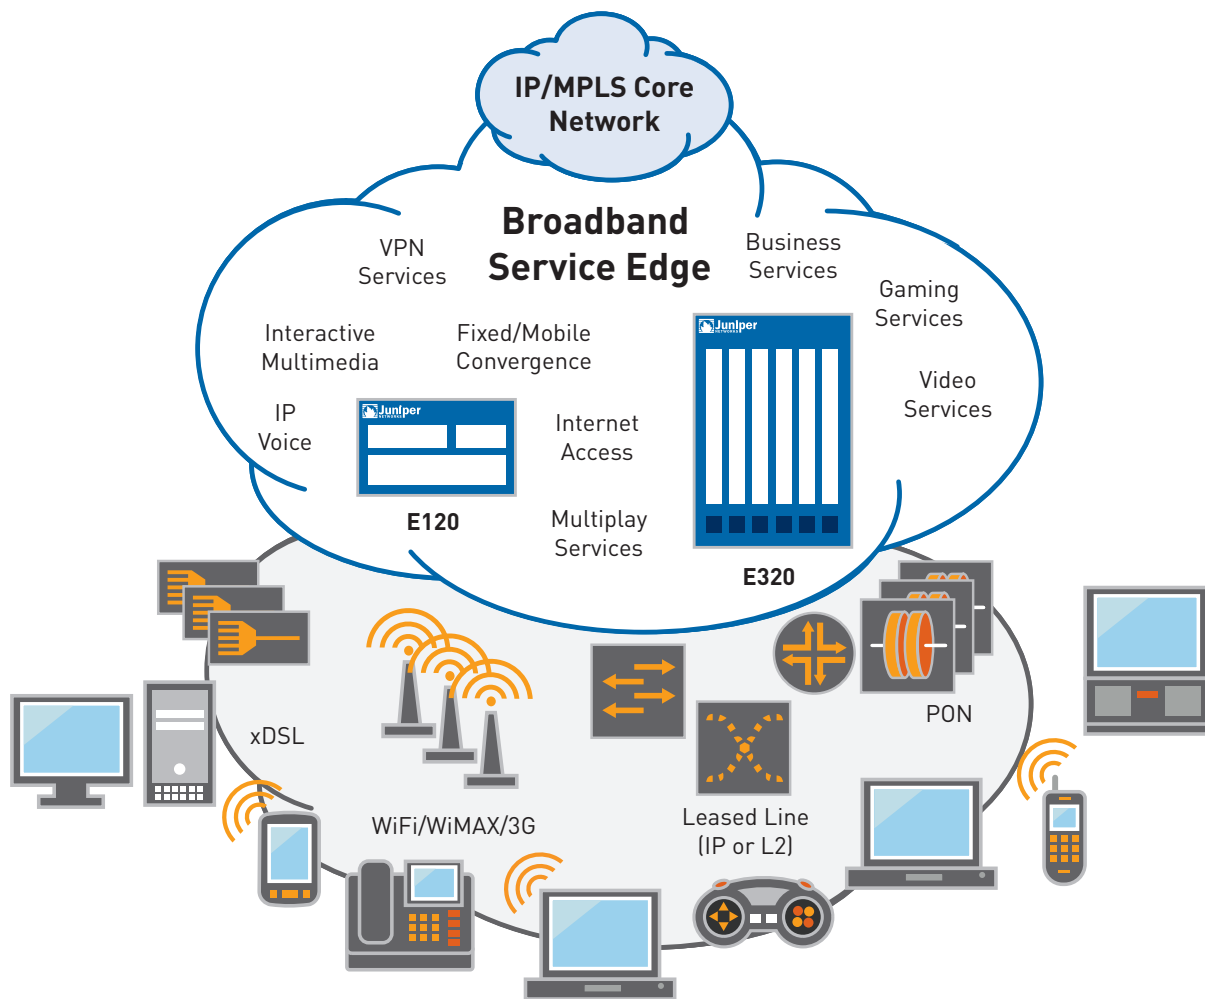 IP/MPLS Core
Network
Broadband
Service Edge
VPN
Services
Business
Services
Gaming
Services
Interactive
Multimedia
Fixed/Mobile
Convergence
Juniper
NETWORKS
Video
Services
IP
Voice
Juniper
NETWORKS
Internet
Access
E120
Multiplay
Services
E320
xDSL
PON
WiFi/WiMAX/3G
Leased Line
(IP or L2)